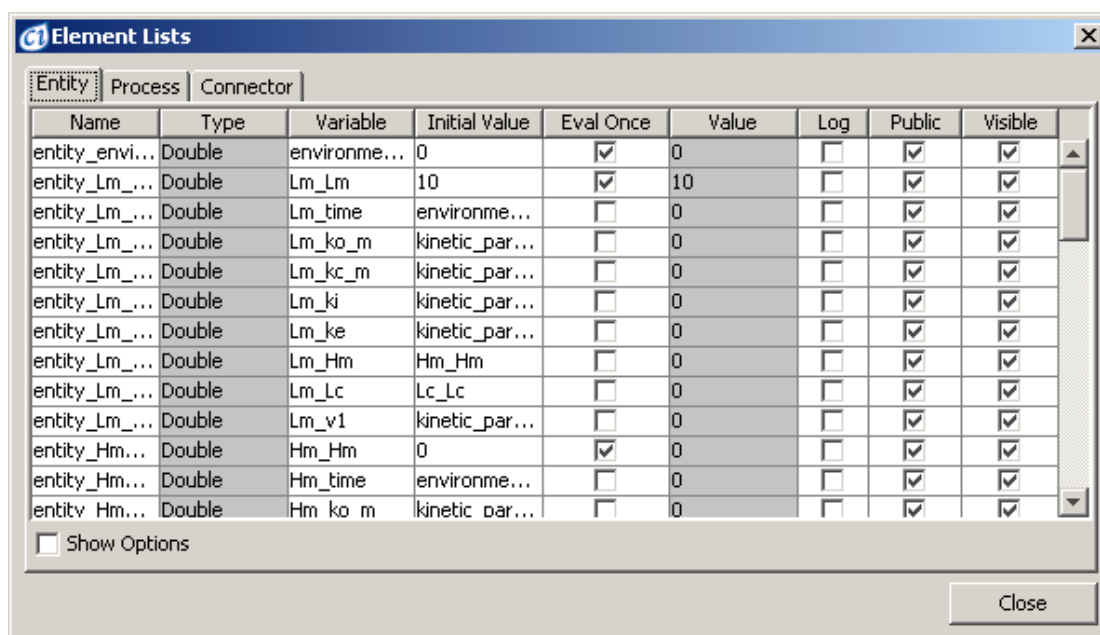 Element Lists
Entity Process Connector
Name Type Variable Initial Value Eval Once Value Log Public Visible
entity_envi... Double environme... 0 0
entity_Lm_... Double Lm_Lm 10 10
entity_Lm_... Double Lm_time environme... 0
entity_Lm_... Double Lm_ko_m kinetic_par... 0
entity_Lm_... Double Lm_kc_m kinetic_par... 0
entity_Lm_... Double Lm_ki kinetic_par... 0
entity_Lm_... Double Lm_ke kinetic_par... 0
entity_Lm_... Double Lm_Hm Hm_Hm 0
entity_Lm_... Double Lm_Lc Lc_Lc 0
entity_Lm_... Double Lm_v1 kinetic_par... 0
entity_Hm... Double Hm_Hm 0 0
entity_Hm... Double Hm_time environme... 0
entity_Hm... Double Hm_ko_m kinetic_par... 0
Show Options
Close